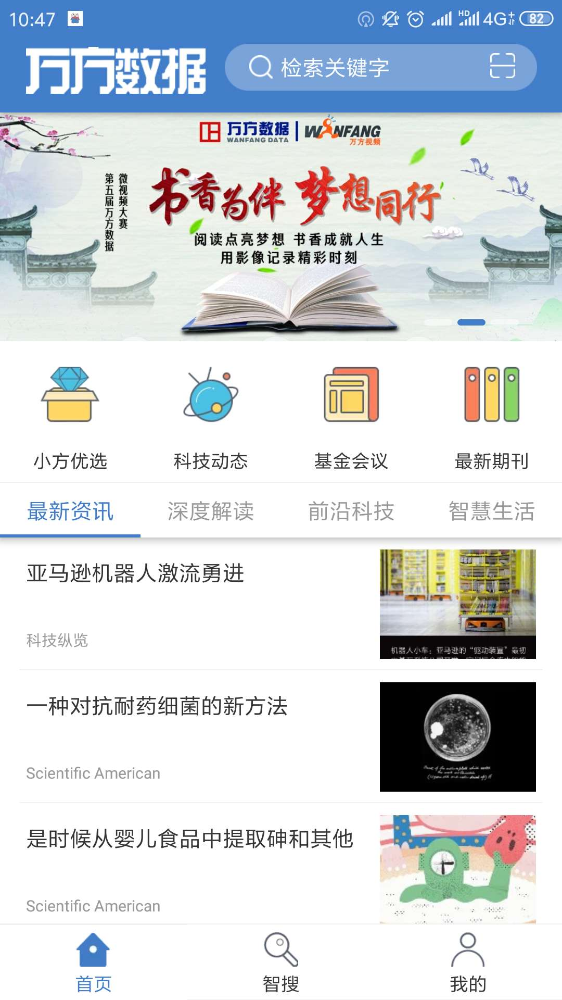 10:47
HD 4G 82
万方数据
检索关键字
万方数据 WANFANG
WANFANG DATA 万方视频
第五届万方数据
微视频大赛
书香为伴 梦想同行
阅读点亮梦想 书香成就人生
用影像记录精彩时刻
小方优选 科技动态 基金会议 最新期刊
最新资讯 深度解读 前沿科技 智慧生活
亚马逊机器人激流勇进
科技纵览
机器人小车:亚马逊的“驱动装置”最初
一种对抗耐药细菌的新方法
Scientific American
是时候从婴儿食品中提取砷和其他
Scientific American
首页 智搜 我的